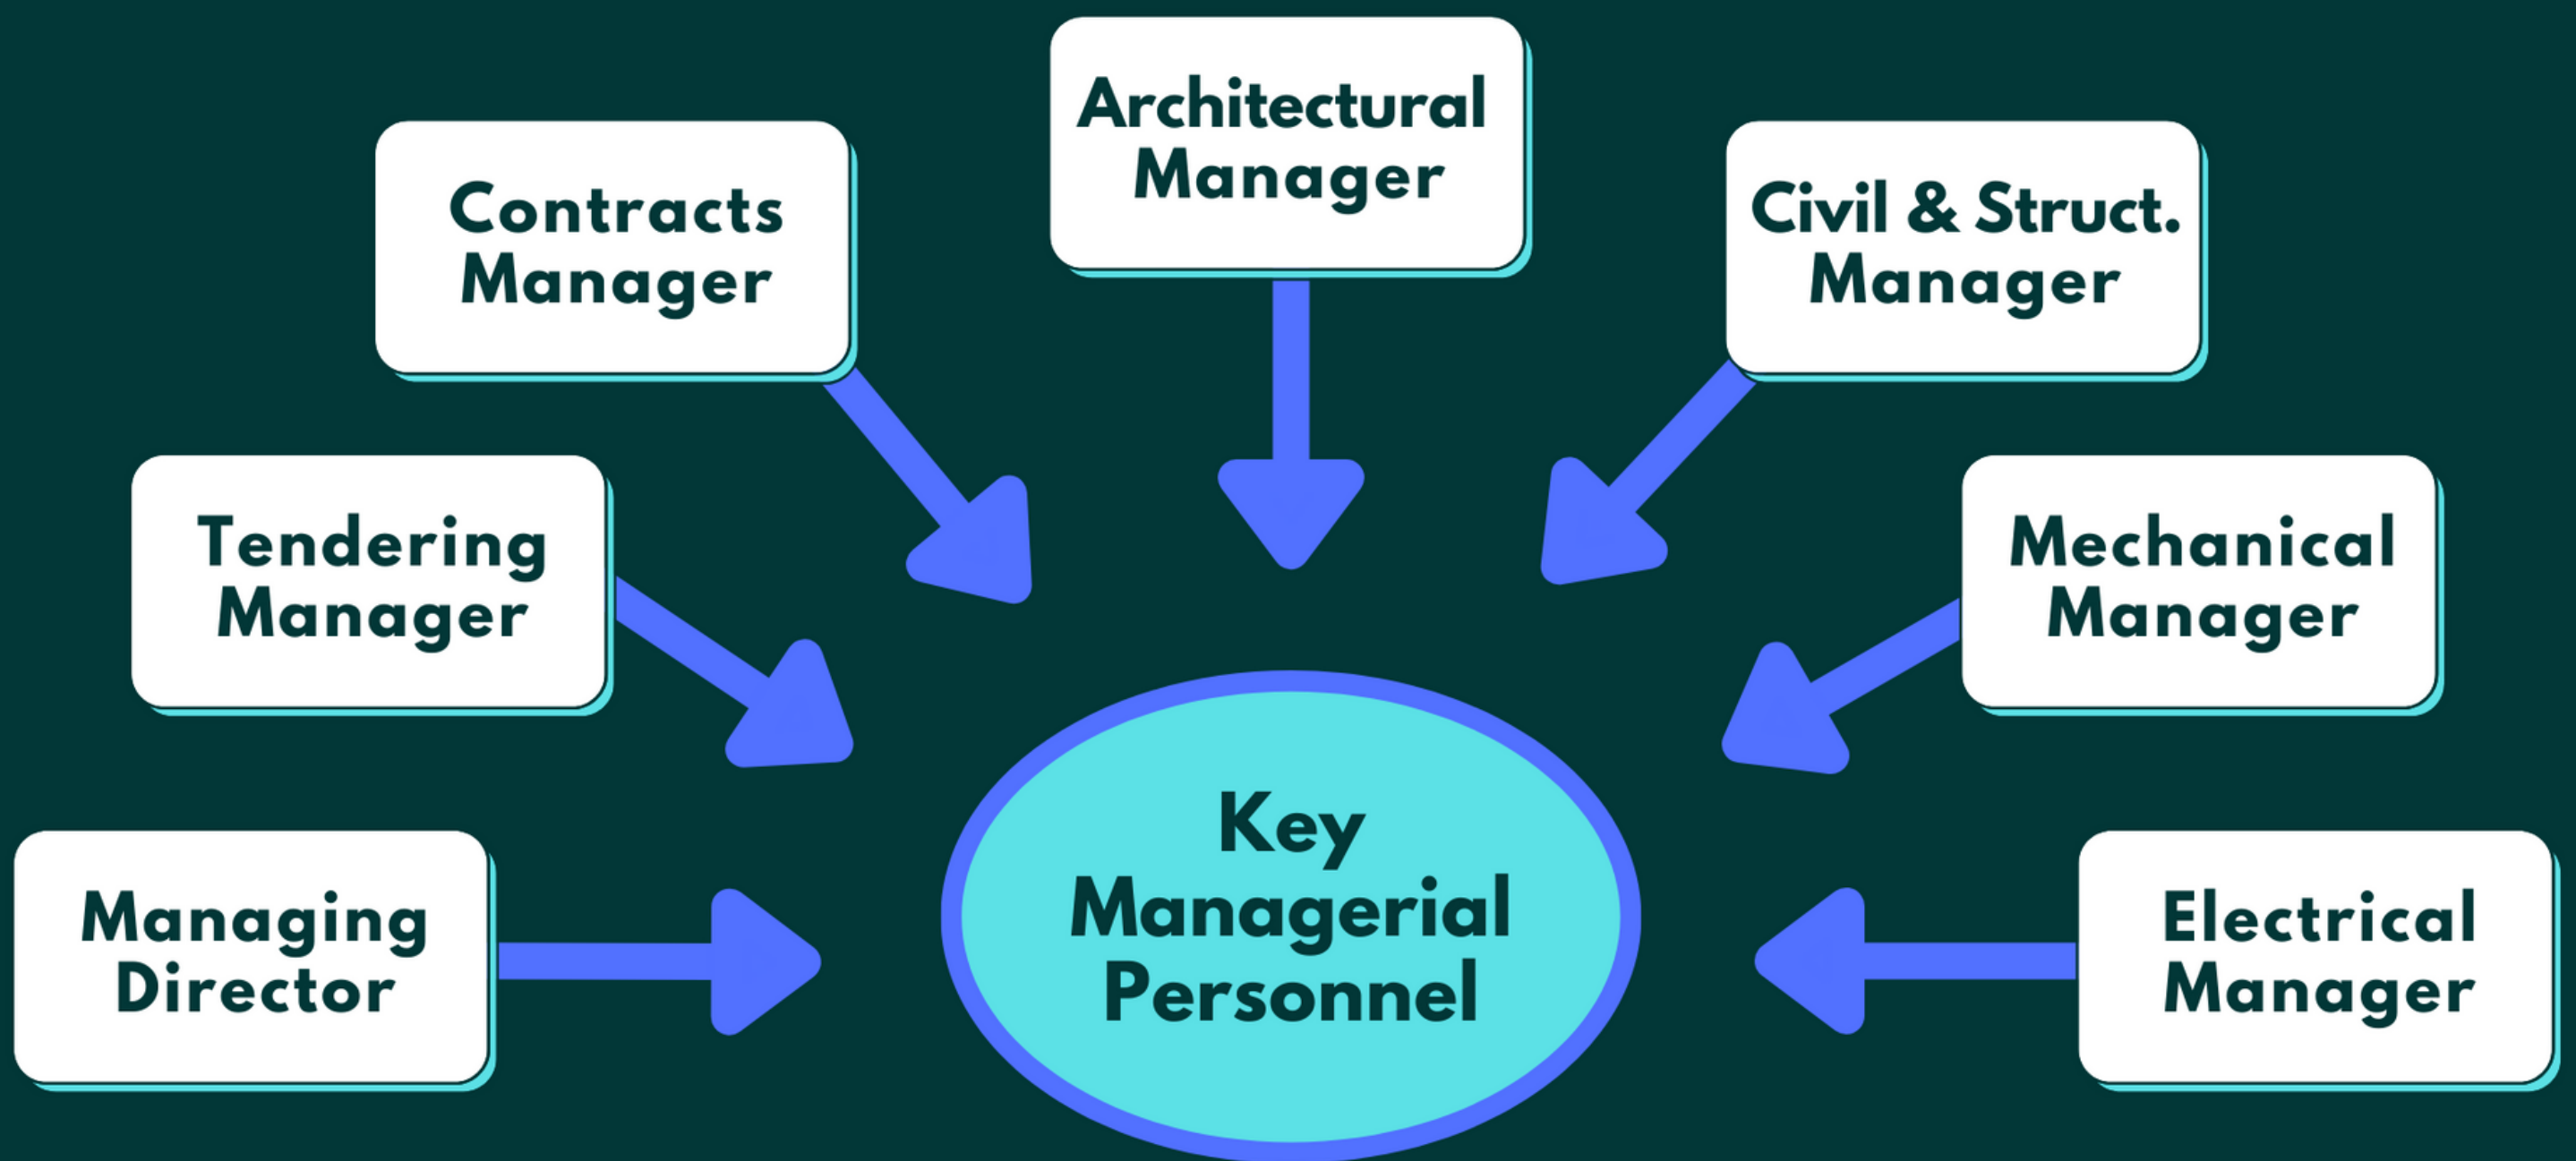 Architectural
Manager
Contracts
Manager
Civil & Struct.
Manager
Tendering
Manager
Mechanical
Manager
Managing
Director
Key
Managerial
Personnel
Electrical
Manager